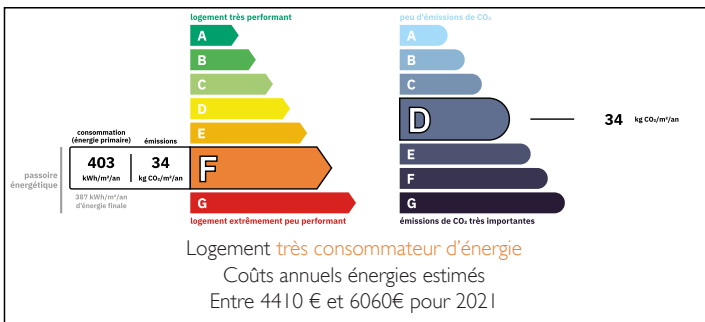 logement très performant
A
B
C
D
E
consommation
(énergie primaire)
émissions
403
kWh/m²/an
34
kg CO₂/m²/an
F
passoire
énergétique
387 kWh/m²/an
d'énergie finale
G
logement extrêmement peu performant
peu d'émissions de CO₂
A
B
C
D
34 kg CO₂/m²/an
E
F
G
émissions de CO₂ très importantes
Logement très consommateur d'énergie
Coûts annuels énergies estimés
Entre 4410 € et 6060€ pour 2021